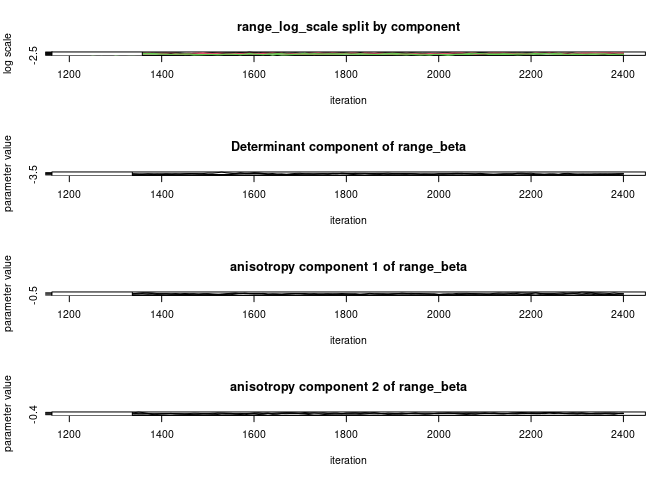 range_log_scale split by component
log scale
-2.5
1200 1400 1600 1800 2000 2200 2400
iteration
Determinant component of range_beta
parameter value
-3.5
1200 1400 1600 1800 2000 2200 2400
iteration
anisotropy component 1 of range_beta
parameter value
-0.5
1200 1400 1600 1800 2000 2200 2400
iteration
anisotropy component 2 of range_beta
parameter value
-0.4
1200 1400 1600 1800 2000 2200 2400
iteration